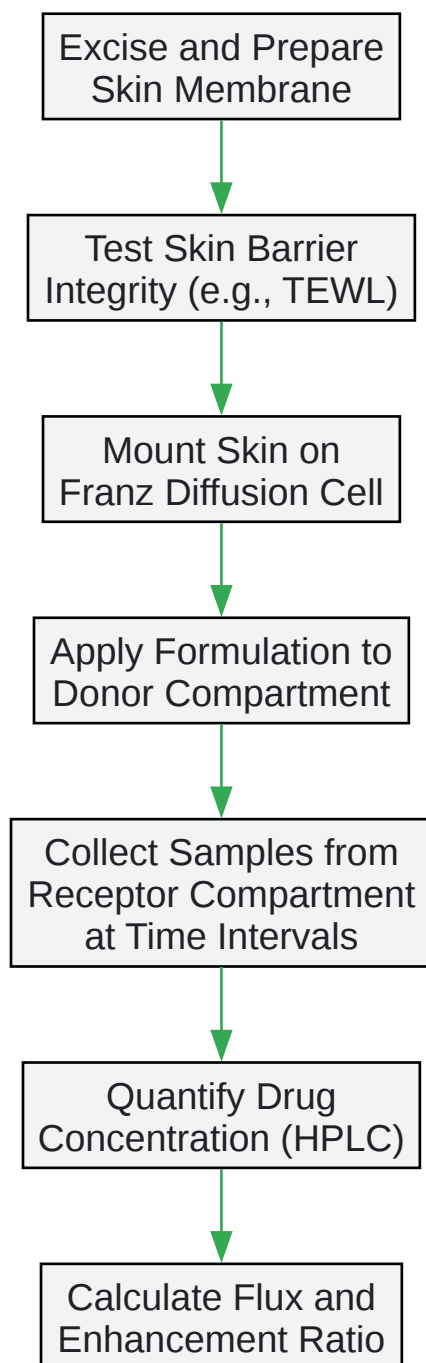 Excise and Prepare
Skin Membrane
Test Skin Barrier
Integrity (e.g., TEWL)
Mount Skin on
Franz Diffusion Cell
Apply Formulation to
Donor Compartment
Collect Samples from
Receptor Compartment
at Time Intervals
Quantify Drug
Concentration (HPLC)
Calculate Flux and
Enhancement Ratio